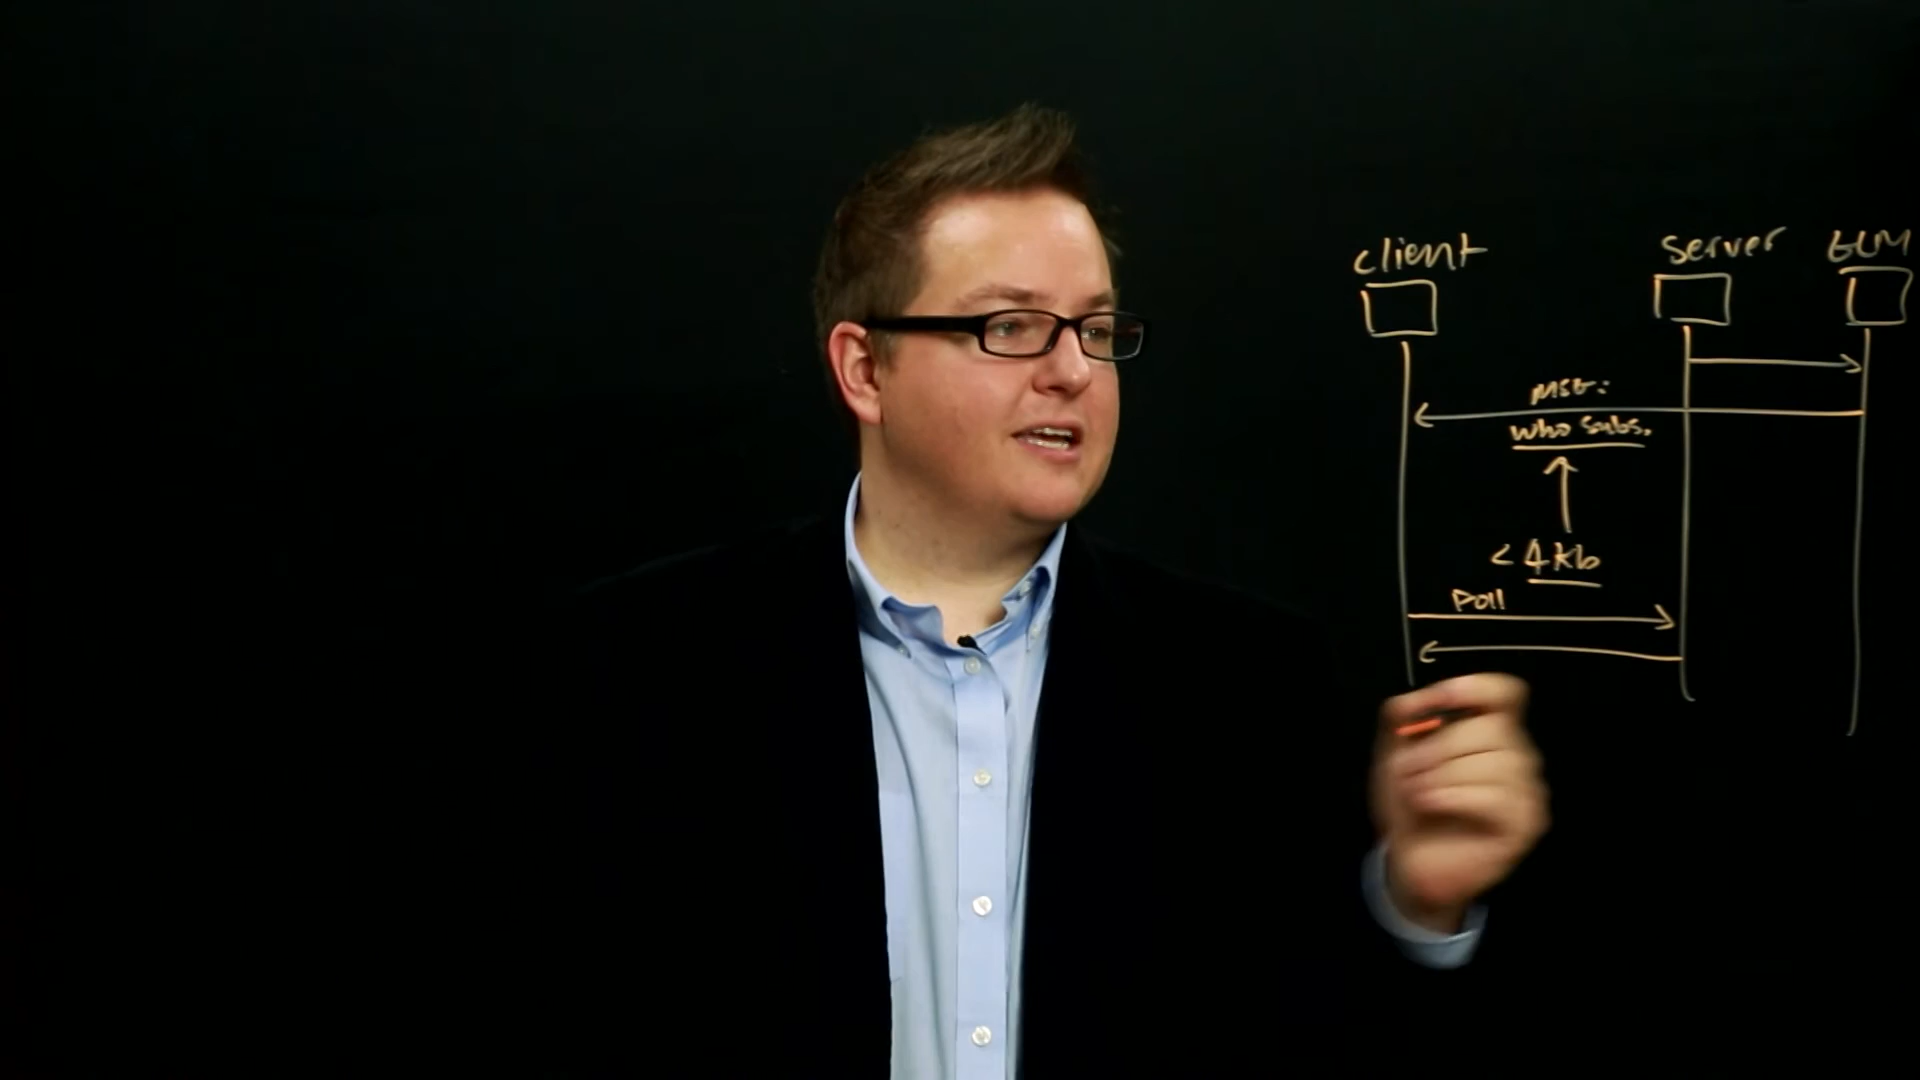 client
server
GCM
MSG:
who subs.
<4Kb
Poll